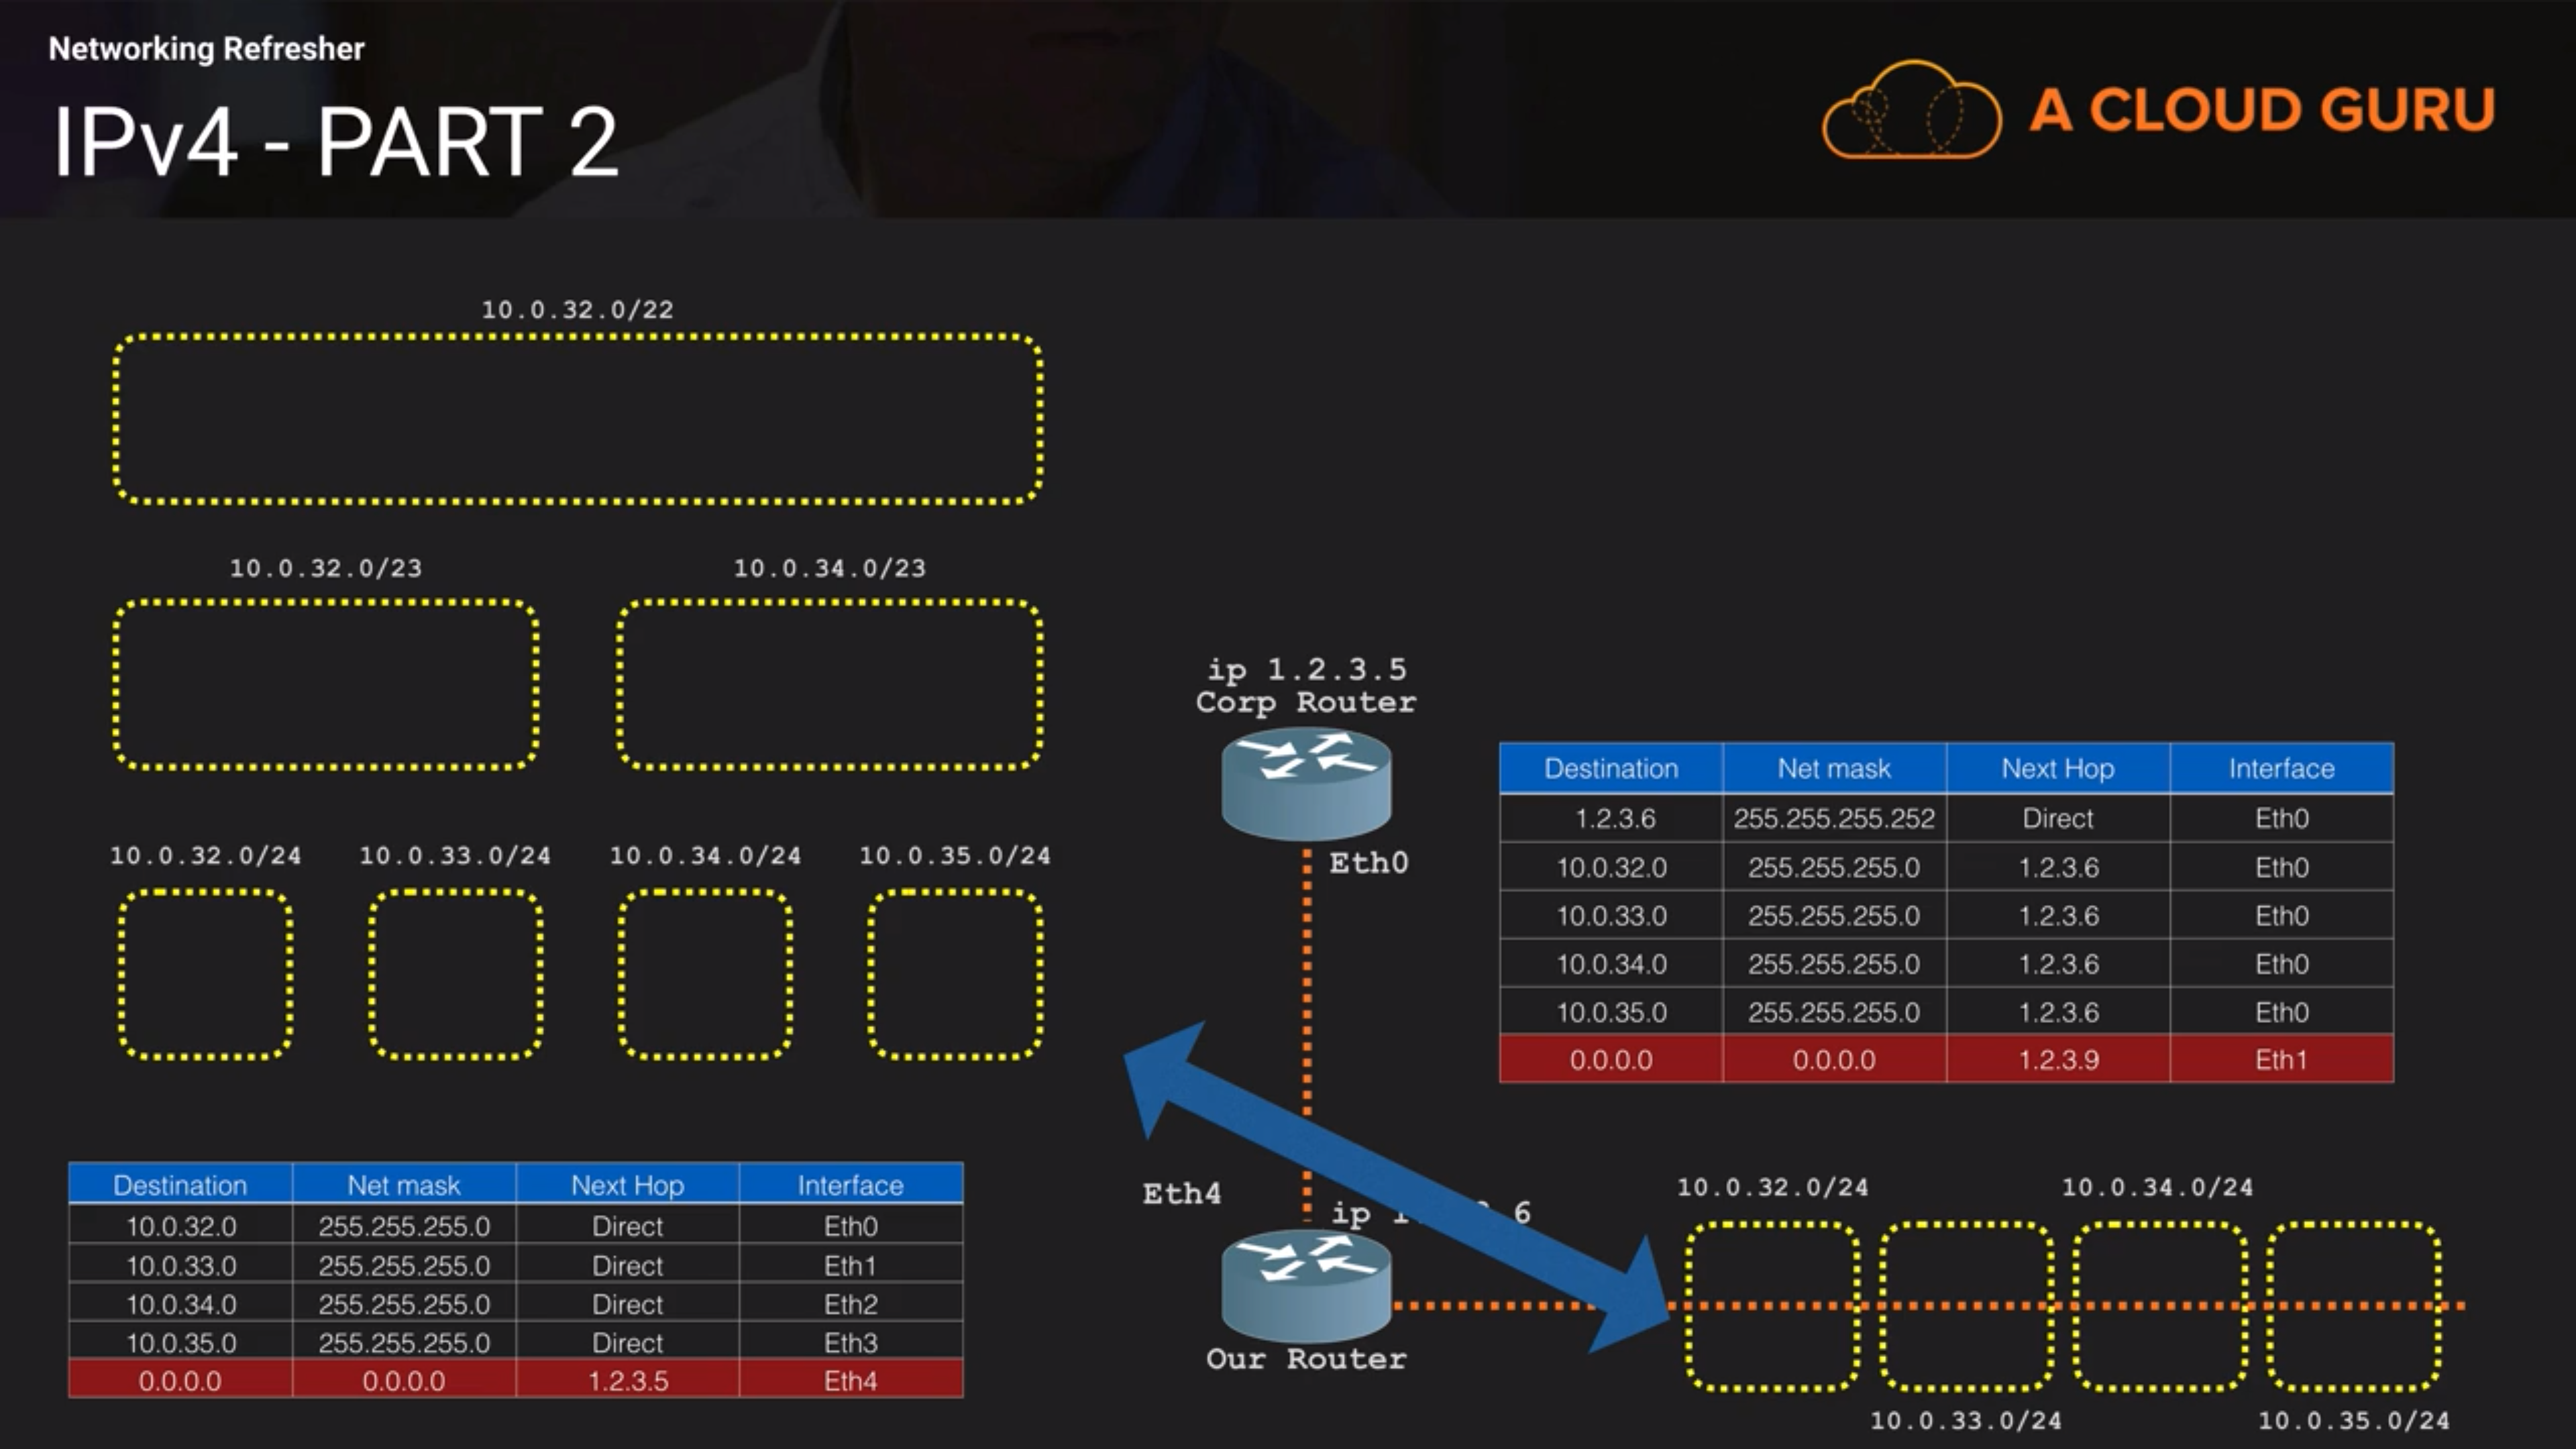 Networking Refresher
IPv4 - PART 2
A CLOUD GURU
10.0.32.0/22
10.0.32.0/23 10.0.34.0/23
10.0.32.0/24 10.0.33.0/24 10.0.34.0/24 10.0.35.0/24
Destination Net mask Next Hop Interface
10.0.32.0 255.255.255.0 Direct Eth0
10.0.33.0 255.255.255.0 Direct Eth1
10.0.34.0 255.255.255.0 Direct Eth2
10.0.35.0 255.255.255.0 Direct Eth3
0.0.0.0 0.0.0.0 1.2.3.5 Eth4
ip 1.2.3.5
Corp Router
Eth0
Destination Net mask Next Hop Interface
1.2.3.6 255.255.255.252 Direct Eth0
10.0.32.0 255.255.255.0 1.2.3.6 Eth0
10.0.33.0 255.255.255.0 1.2.3.6 Eth0
10.0.34.0 255.255.255.0 1.2.3.6 Eth0
10.0.35.0 255.255.255.0 1.2.3.6 Eth0
0.0.0.0 0.0.0.0 1.2.3.9 Eth1
Eth4
ip
Our Router
10.0.32.0/24 10.0.34.0/24
10.0.33.0/24 10.0.35.0/24